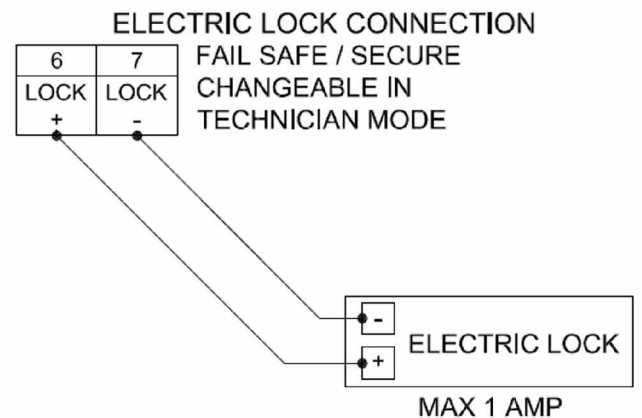 ELECTRIC LOCK CONNECTION
6 7 FAIL SAFE / SECURE
LOCK LOCK CHANGEABLE IN
+ - TECHNICIAN MODE
-
+ ELECTRIC LOCK
MAX 1 AMP